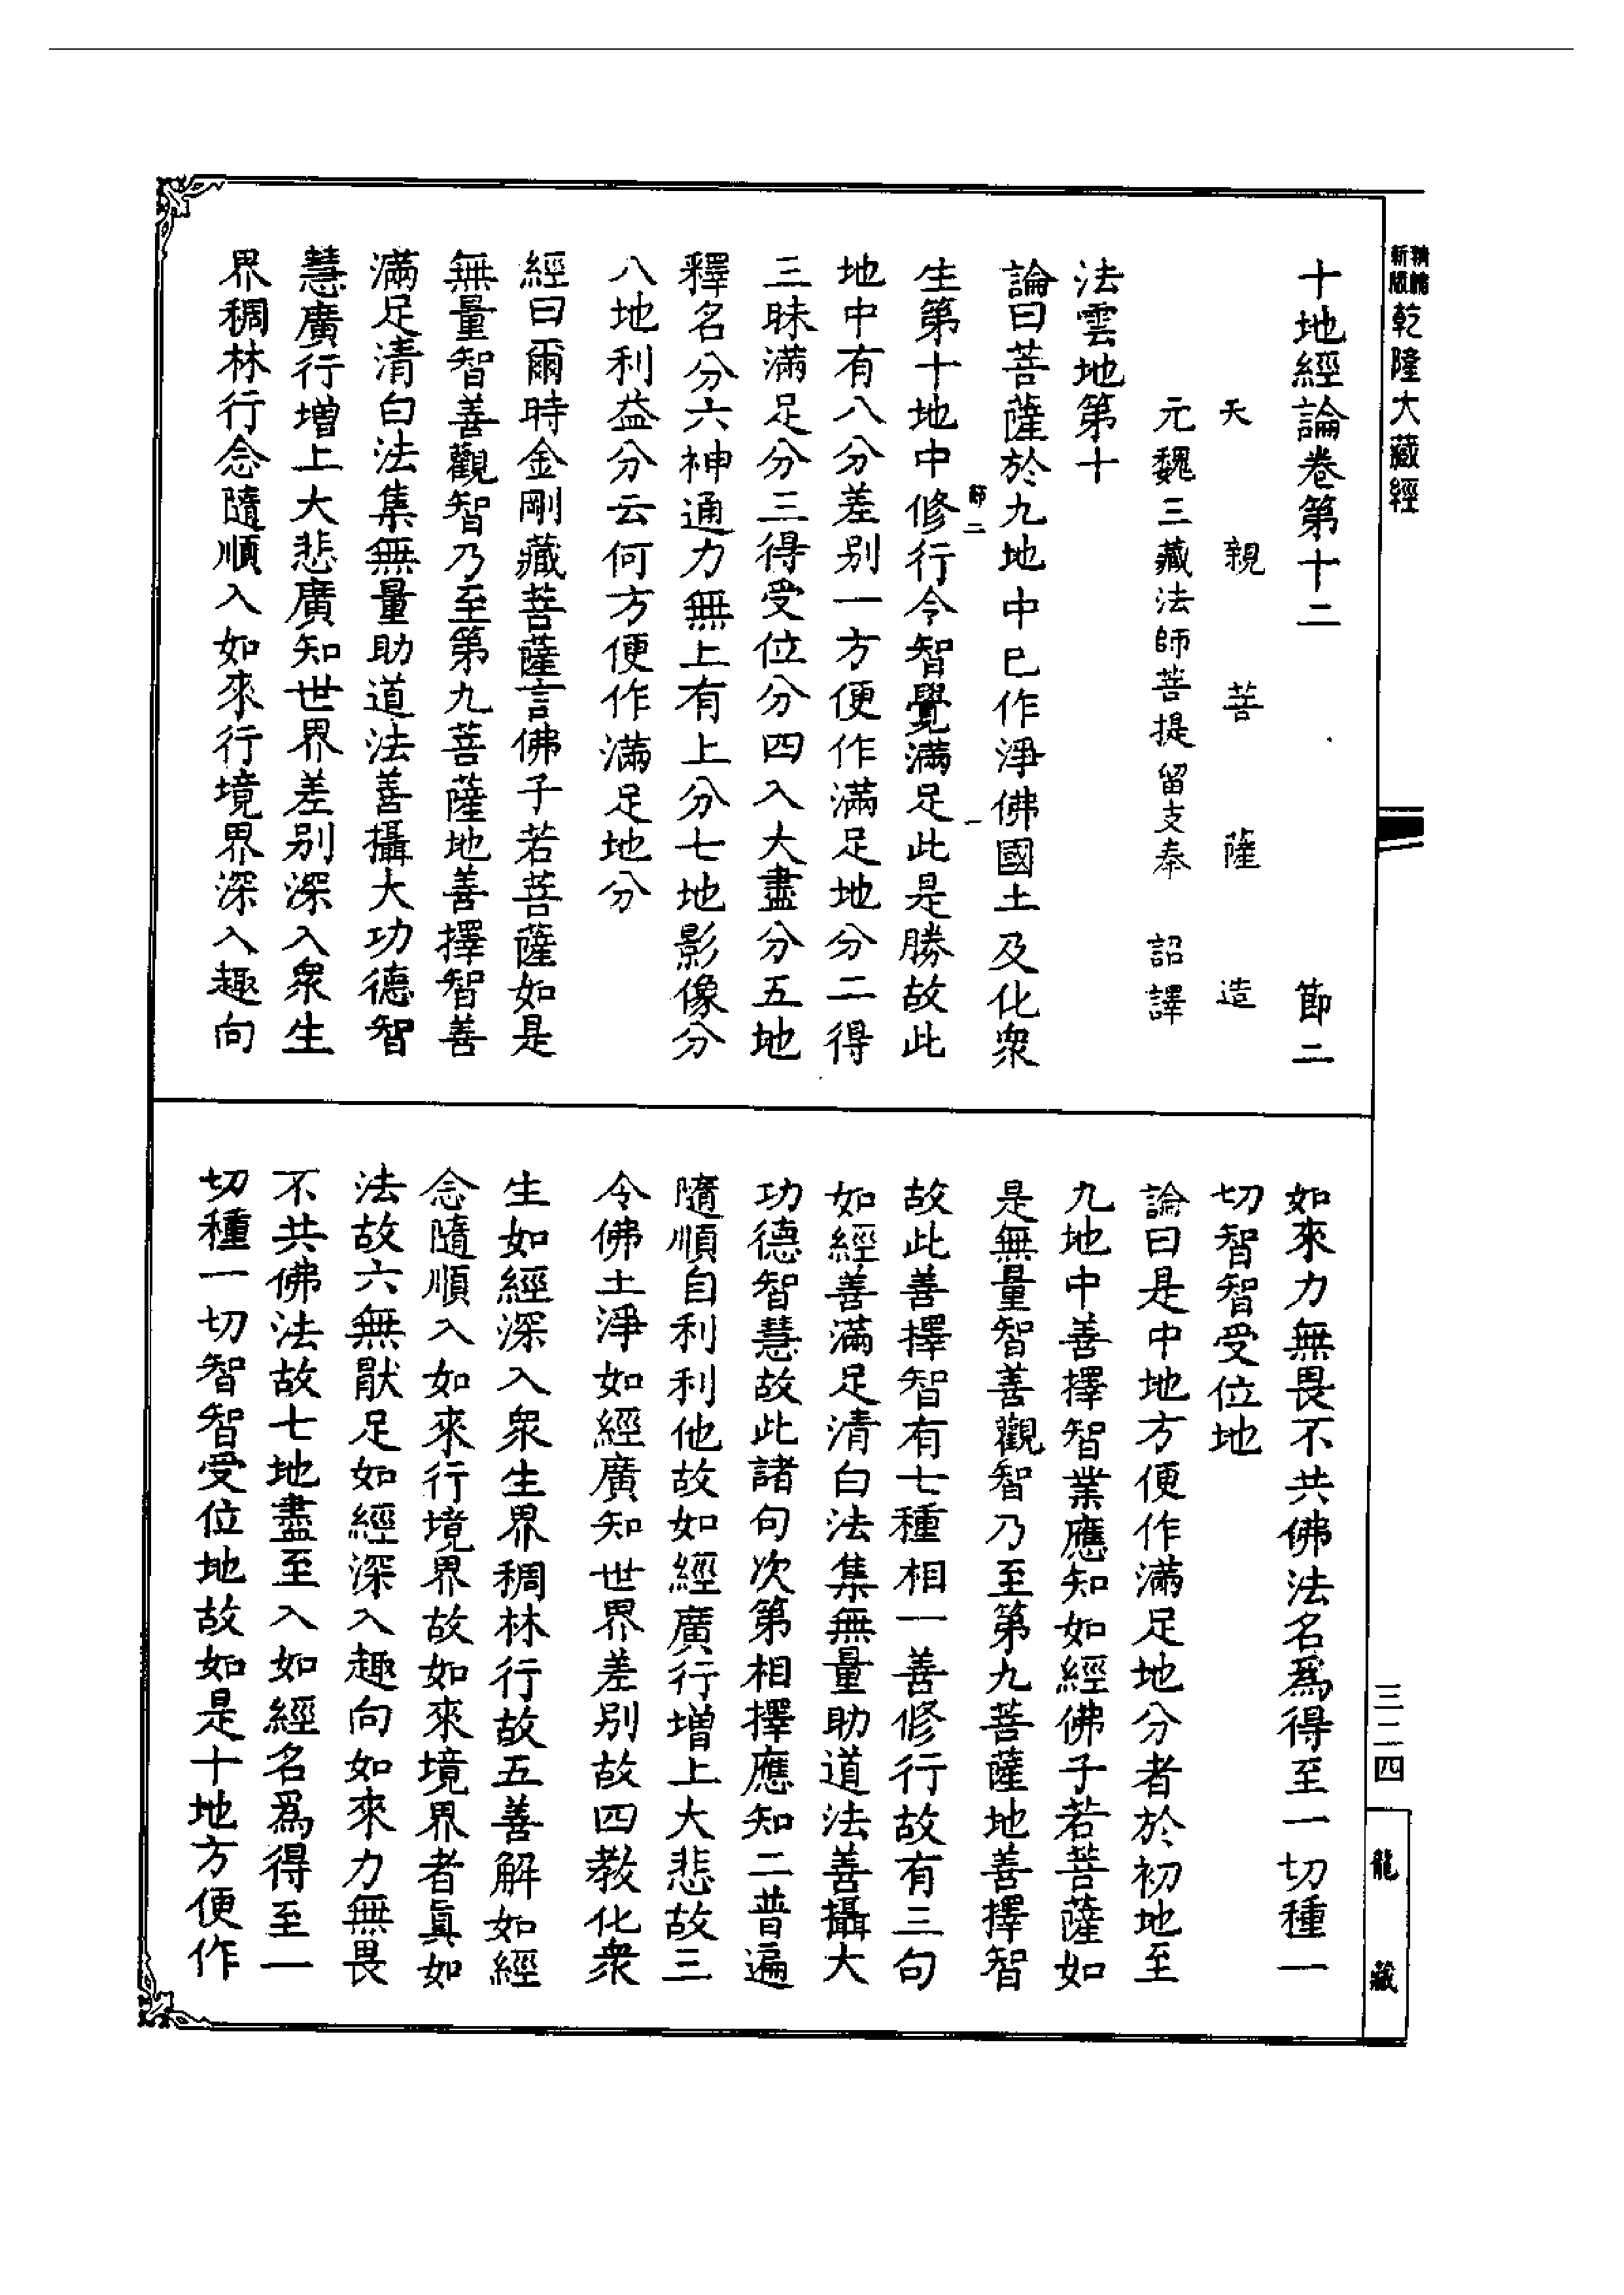 精縮新版乾隆大藏經
十地經論卷第十二 節二
天親菩薩造
元魏三藏法師菩提留支奉 詔譯
法雲地第十
論曰菩薩於九地中已作淨佛國土及化衆
節二 一
生第十地中修行令智覺滿足此是勝故此
地中有八分差別一方便作滿足地分二得
三昧滿足分三得受位分四入大盡分五地
釋名分六神通力無上有上分七地影像分
八地利益分云何方便作滿足地分
經曰爾時金剛藏菩薩言佛子若菩薩如是
無量智善觀智乃至第九菩薩地善擇智善
滿足清白法集無量助道法善攝大功德智
慧廣行增上大悲廣知世界差別深入衆生
界稠林行念隨順入如來行境界深入趣向
如來力無畏不共佛法名爲得至一切種一
切智智受位地
論曰是中地方便作滿足地分者於初地至
九地中善擇智業應知如經佛子若菩薩如
是無量智善觀智乃至第九菩薩地善擇智
故此善擇智有七種相一善修行故有三句
如經善滿足清白法集無量助道法善攝大
功德智慧故此諸句次第相擇應知二普遍
隨順自利利他故如經廣行增上大悲故三
令佛土淨如經廣知世界差別故四教化衆
生如經深入衆生界稠林行故五善解如經
念隨順入如來行境界故如來境界者眞如
法故六無猒足如經深入趣向如來力無畏
不共佛法故七地盡至入如經名爲得至一
切種一切智智受位地故如是十地方便作
三二四
龍藏